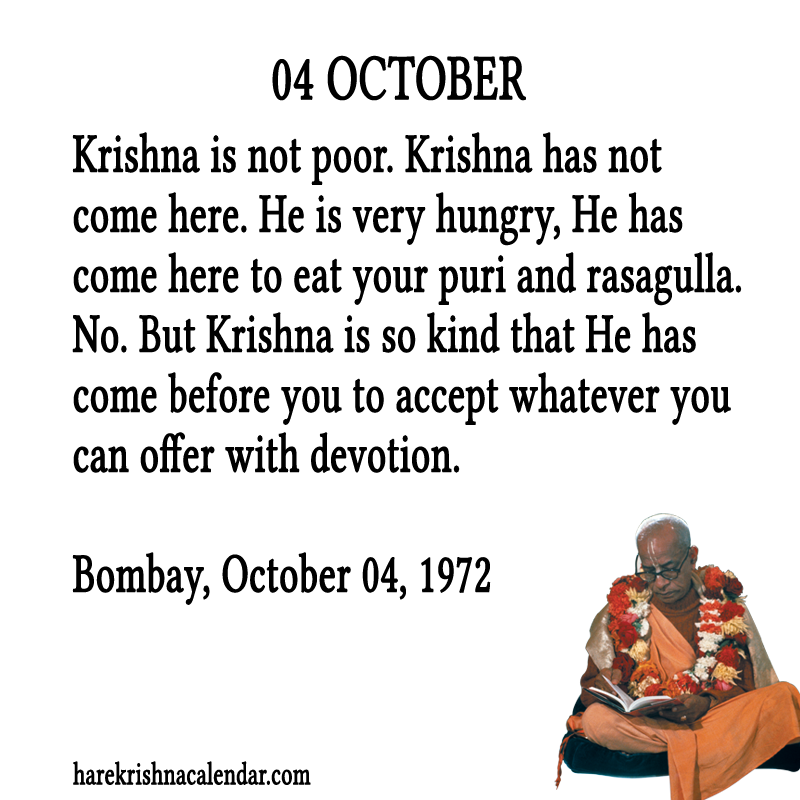 04 OCTOBER
Krishna is not poor. Krishna has not
come here. He is very hungry, He has
come here to eat your puri and rasagulla.
No. But Krishna is so kind that He has
come before you to accept whatever you
can offer with devotion.
Bombay, October 04, 1972
harekrishnacalendar.com